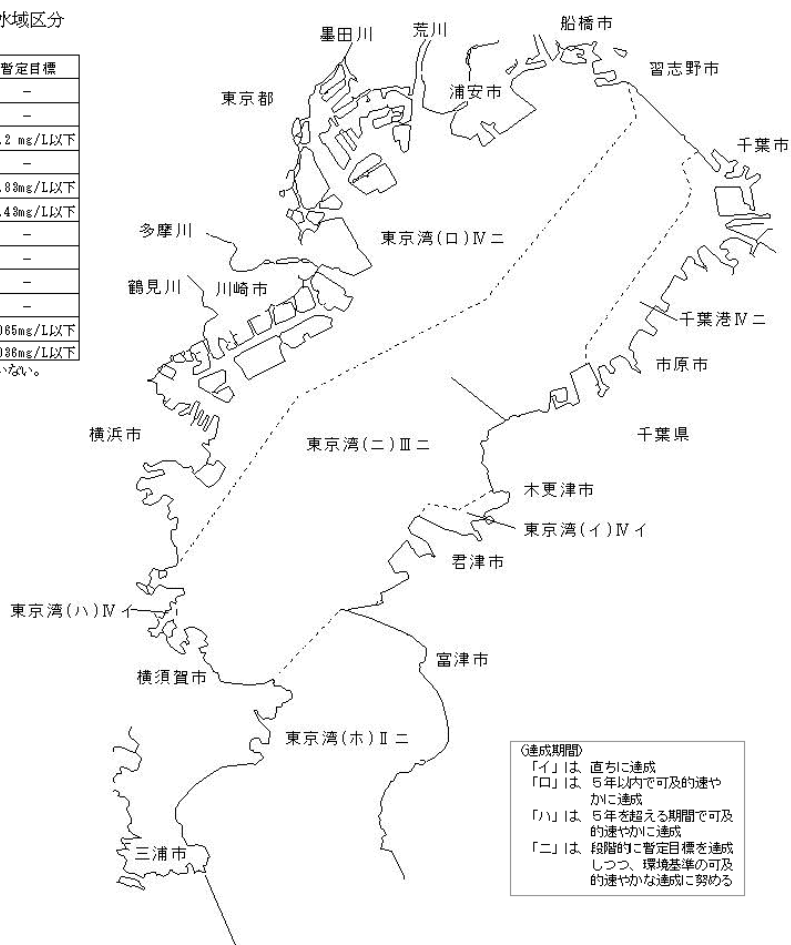 水域区分
暫定目標
－
－
.2 mg/L以下
－
.83mg/L以下
.43mg/L以下
－
－
－
－
065mg/L以下
036mg/L以下
いない。
船橋市
荒川
墨田川
習志野市
浦安市
東京都
千葉市
多摩川
東京湾(ロ)Ⅳニ
鶴見川
川崎市
千葉港Ⅳニ
市原市
横浜市
千葉県
東京湾(ニ)Ⅲニ
木更津市
東京湾(イ)Ⅳイ
君津市
東京湾(ハ)Ⅳイ
富津市
横須賀市
東京湾(ホ)Ⅱニ
三浦市
(達成期間)
「イ」は、直ちに達成
「ロ」は、５年以内で可及的速や
かに達成
「ハ」は、５年を超える期間で可及
的速やかに達成
「ニ」は、段階的に暫定目標を達成
しつつ、環境基準の可及
的速やかな達成に努める